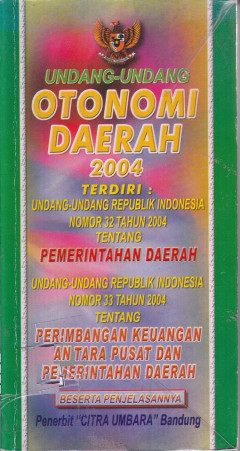 UNDANG-UNDANG
OTONOMI
DAERAH
2004
TERDIRI :
UNDANG-UNDANG REPUBLIK INDONESIA
NOMOR 32 TAHUN 2004
TENTANG
PEMERINTAHAN DAERAH
UNDANG-UNDANG REPUBLIK INDONESIA
NOMOR 33 TAHUN 2004
TENTANG
PERIMBANGAN KEUANGAN
ANTARA PUSAT DAN
PEMERINTAHAN DAERAH
BESERTA PENJELASANNYA
Penerbit "CITRA UMBARA" Bandung